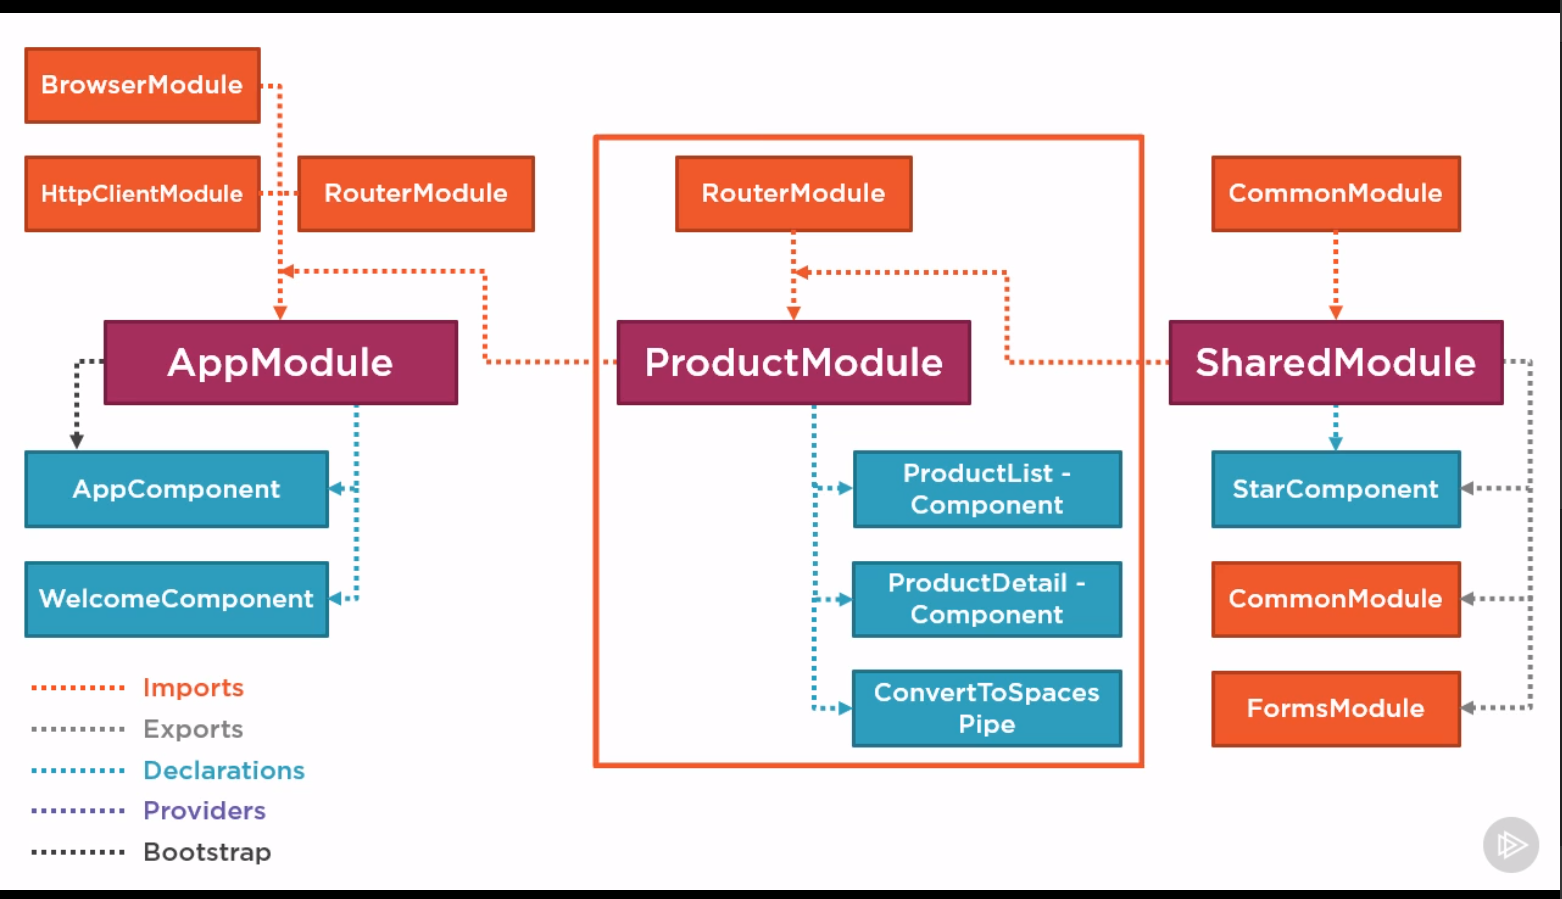 BrowserModule
HttpClientModule
RouterModule
RouterModule
CommonModule
AppModule
ProductModule
SharedModule
AppComponent
ProductList -
Component
StarComponent
WelcomeComponent
ProductDetail -
Component
CommonModule
ConvertToSpaces
Pipe
FormsModule
Imports
Exports
Declarations
Providers
Bootstrap